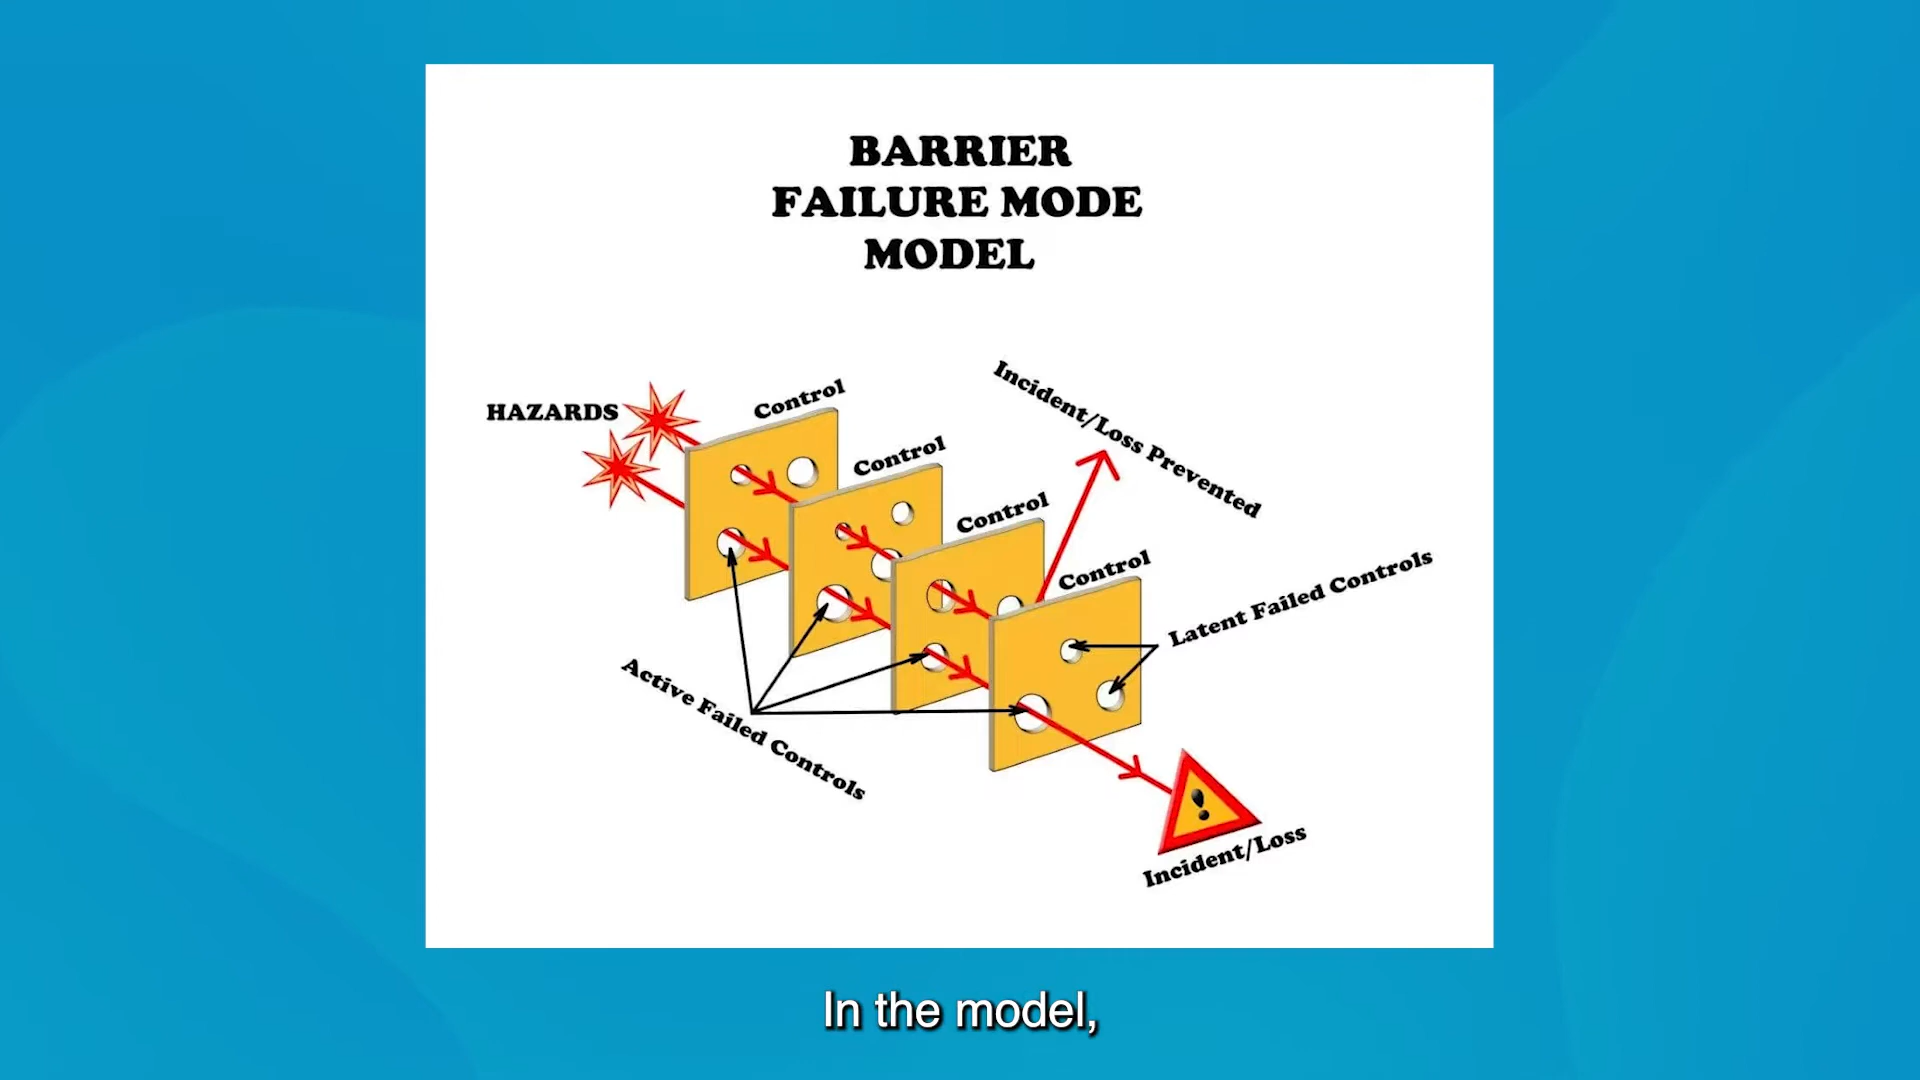 BARRIER
FAILURE MODE
MODEL
HAZARDS
Control
Control
Control
Control
Incident/Loss Prevented
Latent Failed Controls
Active Failed Controls
!
Incident/Loss
In the model,